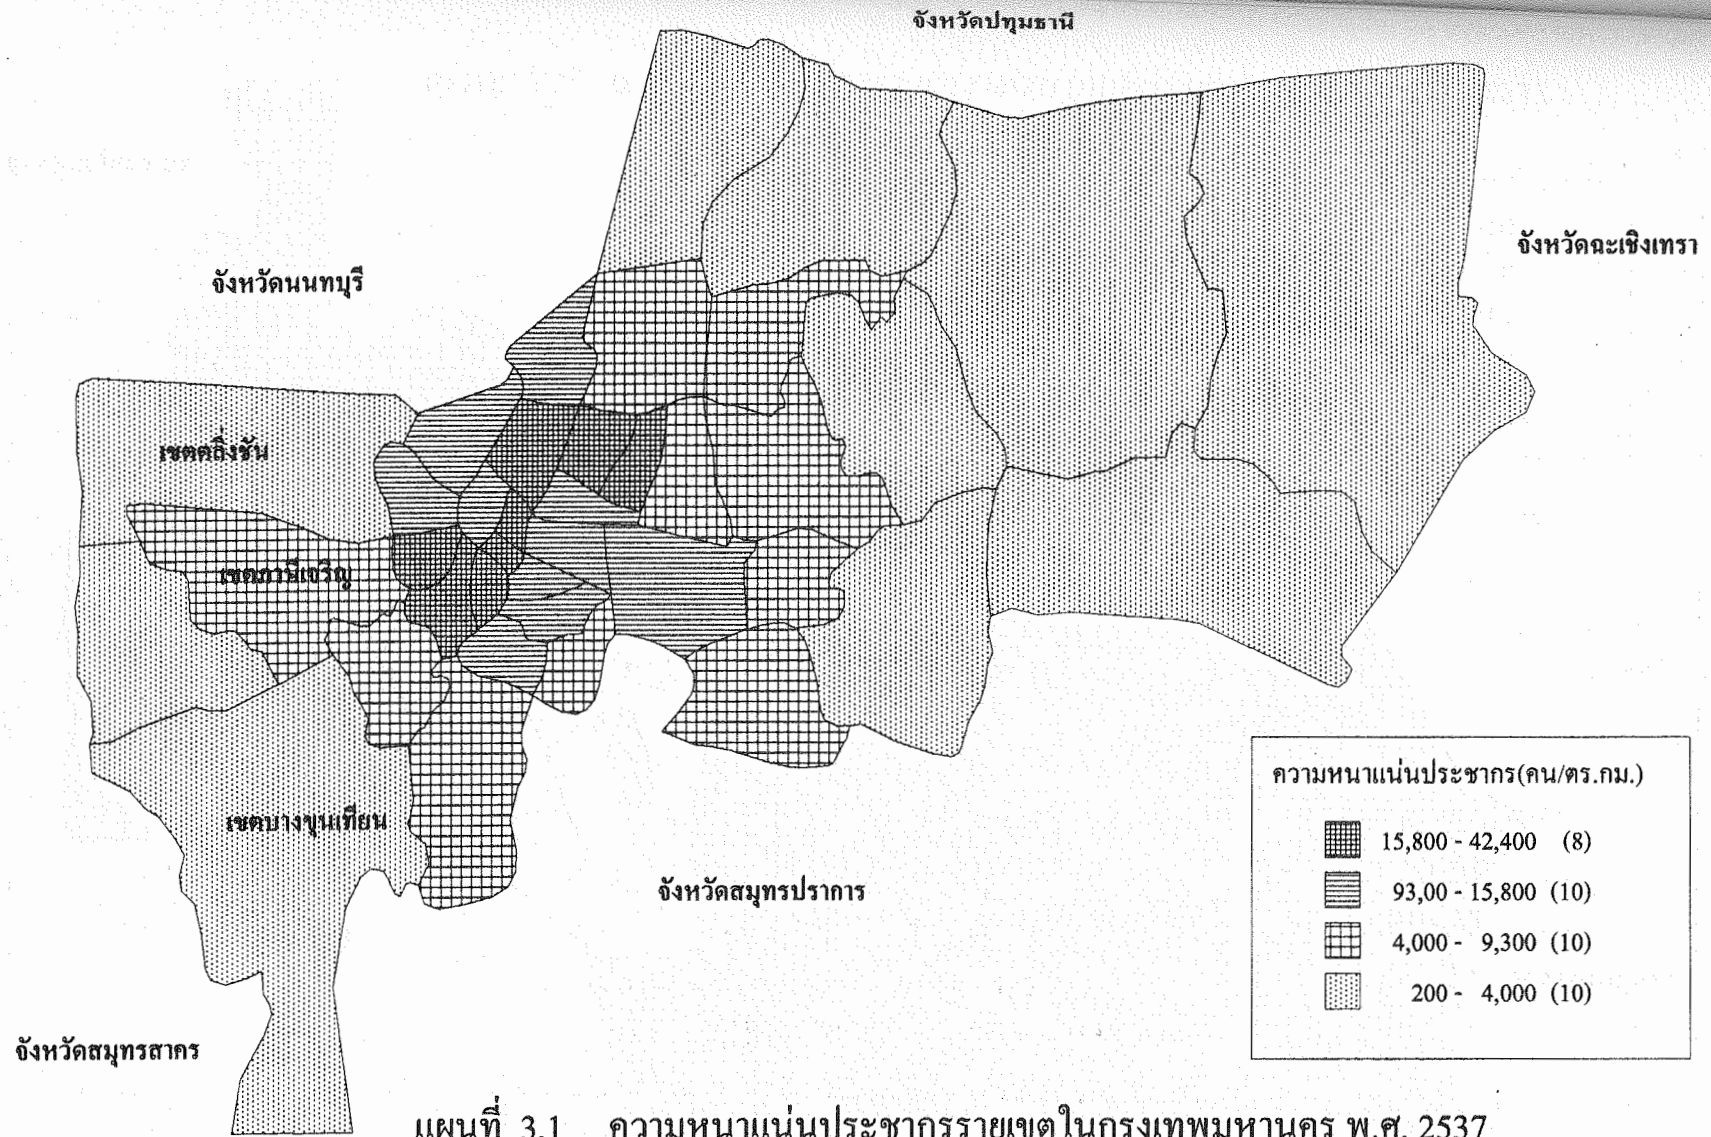 จังหวัดปทุมธานี
จังหวัดฉะเชิงเทรา
จังหวัดนนทบุรี
เขตตลิ่งชัน
เขตภาษีเจริญ
เขตบางขุนเทียน
จังหวัดสมุทรปราการ
จังหวัดสมุทรสาคร
ความหนาแน่นประชากร(คน/ตร.กม.)
15,800 - 42,400 (8)
93,00 - 15,800 (10)
4,000 - 9,300 (10)
200 - 4,000 (10)
แผนที่ 3.1 ความหนาแน่นประชากรรายเขตในกรุงเทพมหานคร พ.ศ. 2537